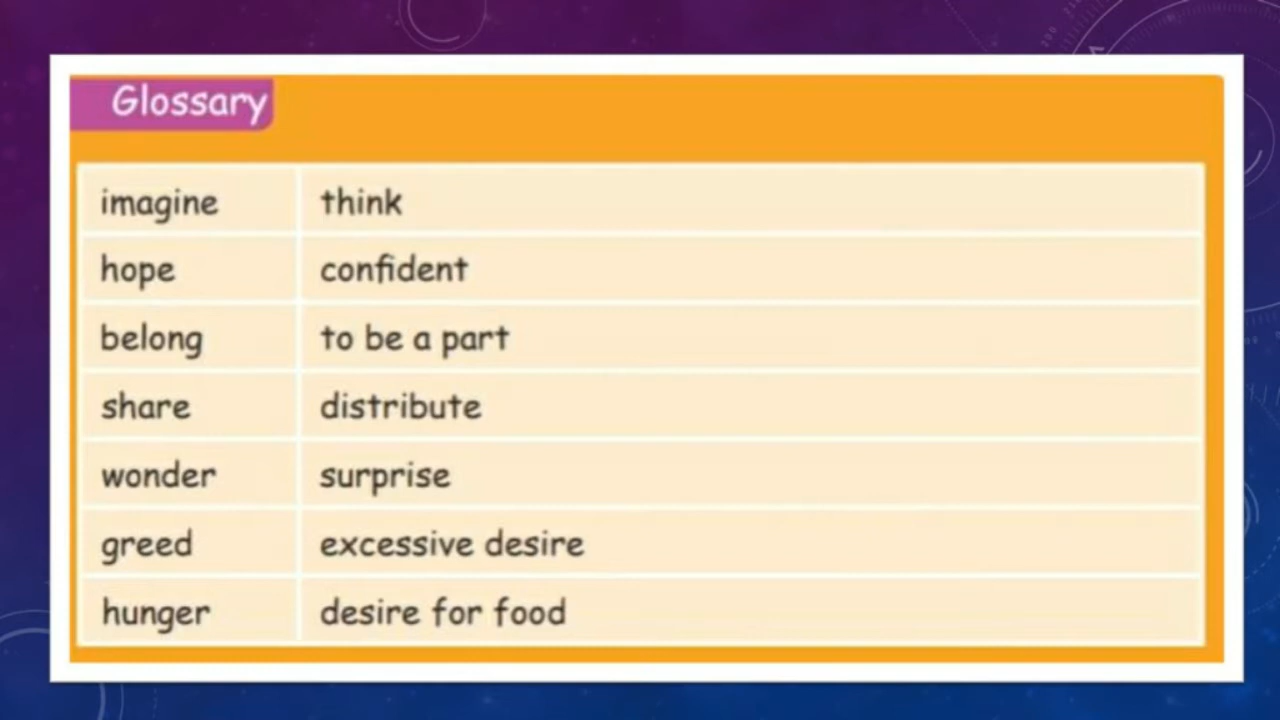 Glossary
imagine think
hope confident
belong to be a part
share distribute
wonder surprise
greed excessive desire
hunger desire for food